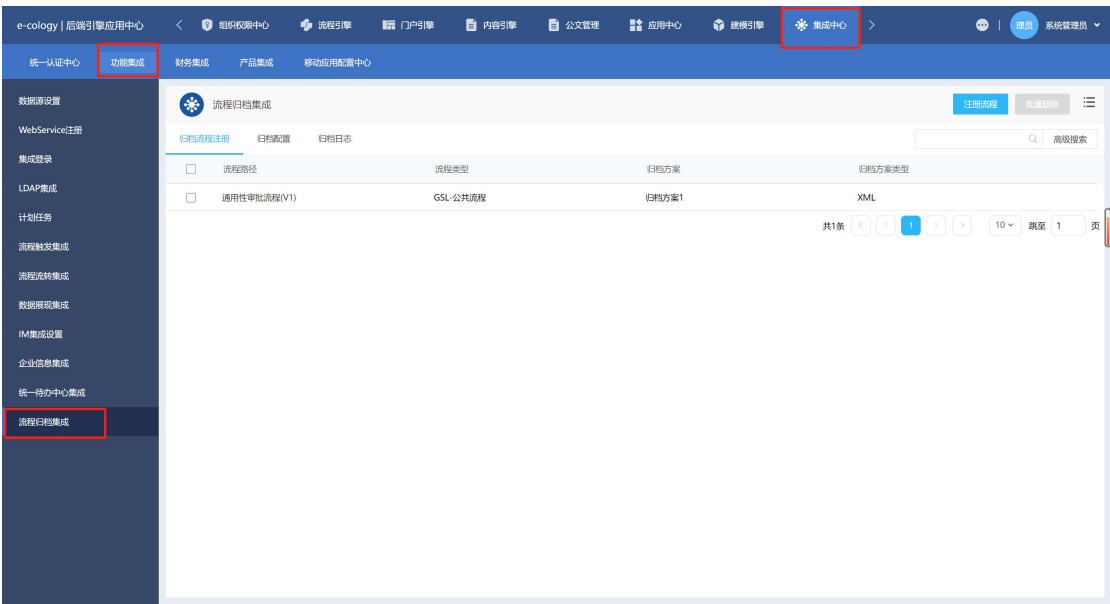 e-cology | 后端引擎应用中心 组织权限中心 流程引擎 门户引擎 内容引擎 公文管理 应用中心 建模引擎 集成中心 理员 系统管理员
统一认证中心 功能集成 财务集成 产品集成 移动应用配置中心
数据源设置
WebService注册
集成登录
LDAP集成
计划任务
流程触发集成
流程流转集成
数据展现集成
IM集成设置
企业信息集成
统一待办中心集成
流程归档集成
流程归档集成 注册流程 批量删除
归档流程注册 归档配置 归档日志 高级搜索
流程路径 流程类型 归档方案 归档方案类型
通用性审批流程(V1) GSL-公共流程 归档方案1 XML
共1条 1 10 跳至 1 页